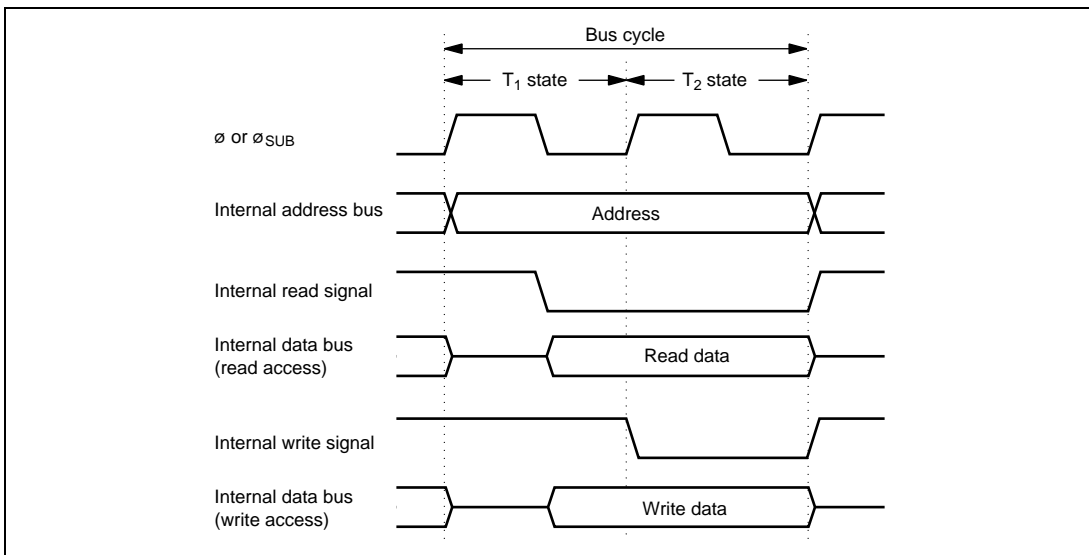 Bus cycle
T₁ state
T₂ state
ø or øSUB
Internal address bus
Address
Internal read signal
Internal data bus
(read access)
Read data
Internal write signal
Internal data bus
(write access)
Write data